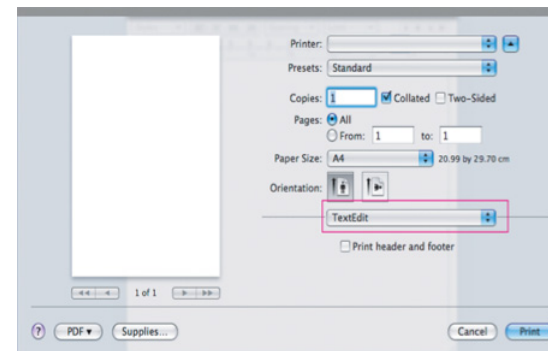 Printer:
Presets: Standard
Copies: 1 Collated Two-Sided
Pages: All
From: 1 to: 1
Paper Size: A4 20.99 by 29.70 cm
Orientation:
TextEdit
Print header and footer
1 of 1
? PDF Supplies... Cancel Print